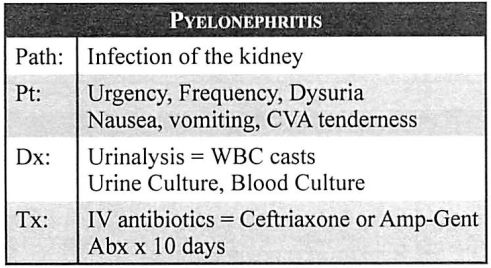 PYELONEPHRITIS
Path: Infection of the kidney
Pt: Urgency, Frequency, Dysuria
Nausea, vomiting, CVA tenderness
Dx: Urinalysis = WBC casts
Urine Culture, Blood Culture
Tx: IV antibiotics = Ceftriaxone or Amp-Gent
Abx x 10 days